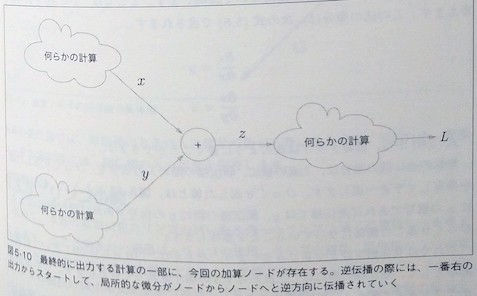 何らかの計算
x
+
z
何らかの計算
L
y
何らかの計算
図5-10 最終的に出力する計算の一部に、今回の加算ノードが存在する。逆伝播の際には、一番右の
出力からスタートして、局所的な微分がノードからノードへと逆方向に伝播されていく